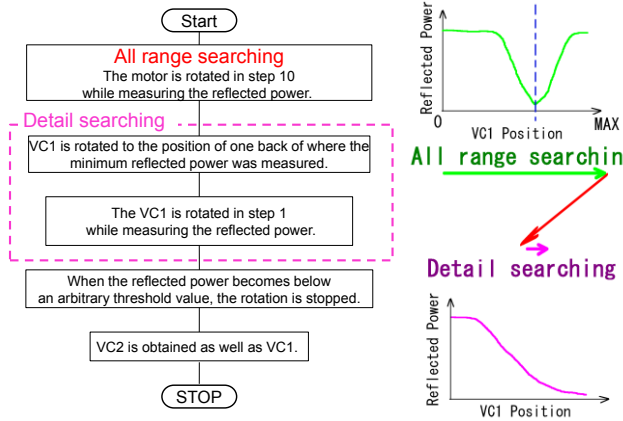 Start
All range searching
The motor is rotated in step 10
while measuring the reflected power.
Detail searching
VC1 is rotated to the position of one back of where the
minimum reflected power was measured.
The VC1 is rotated in step 1
while measuring the reflected power.
When the reflected power becomes below
an arbitrary threshold value, the rotation is stopped.
VC2 is obtained as well as VC1.
STOP
Reflected Power
0
MAX
VC1 Position
All range searchin
Detail searching
Reflected Power
VC1 Position